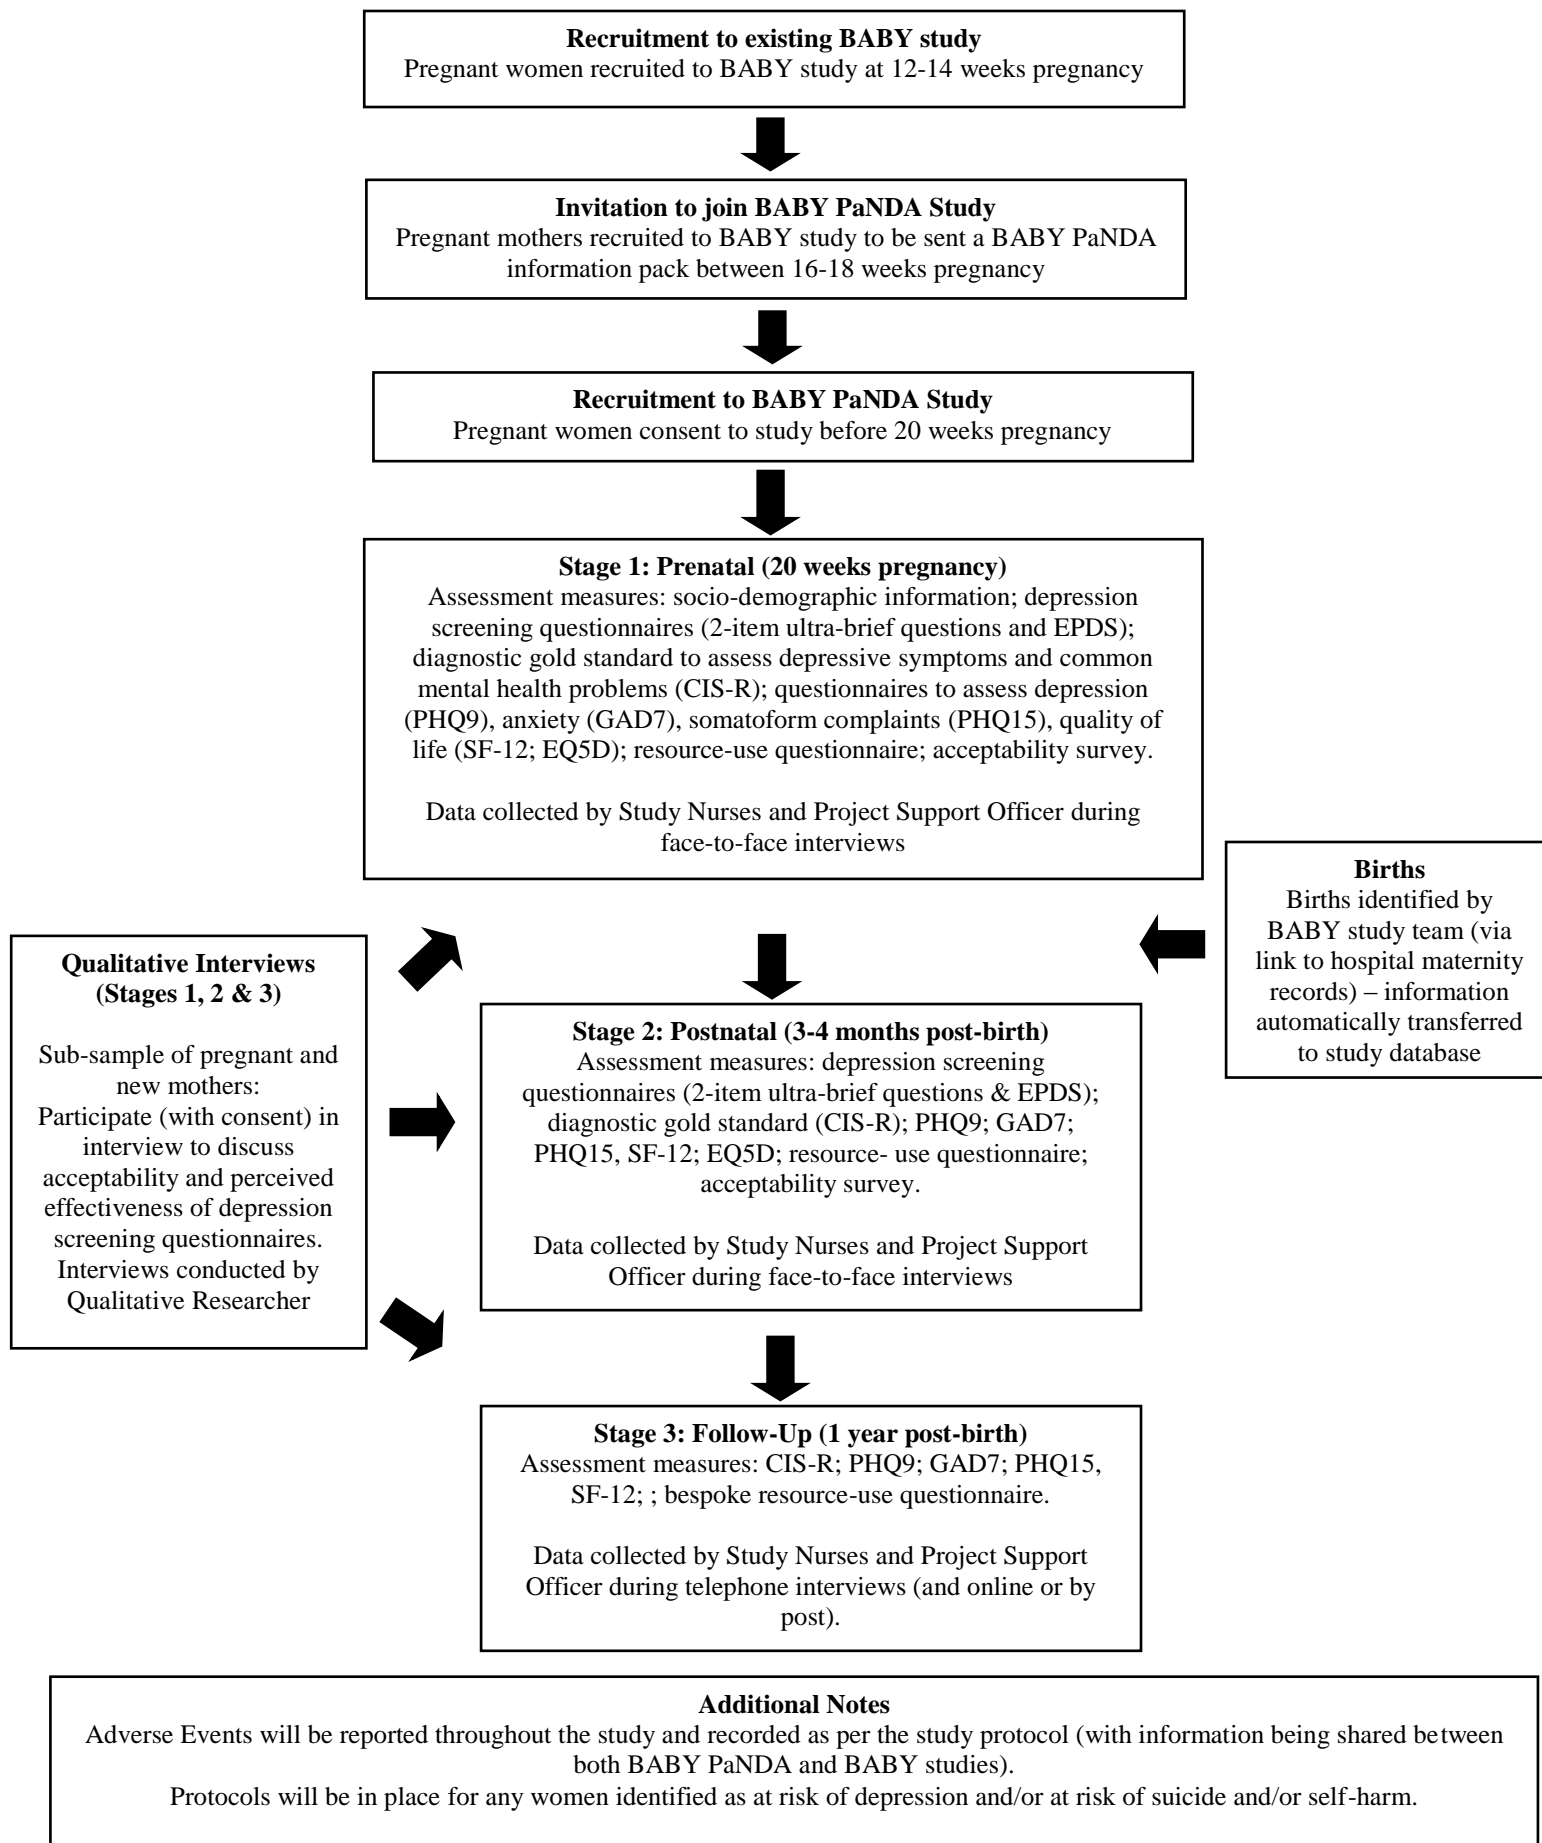 Recruitment to existing BABY study
Pregnant women recruited to BABY study at 12-14 weeks pregnancy
Invitation to join BABY PaNDA Study
Pregnant mothers recruited to BABY study to be sent a BABY PaNDA
information pack between 16-18 weeks pregnancy
Recruitment to BABY PaNDA Study
Pregnant women consent to study before 20 weeks pregnancy
Stage 1: Prenatal (20 weeks pregnancy)
Assessment measures: socio-demographic information; depression
screening questionnaires (2-item ultra-brief questions and EPDS);
diagnostic gold standard to assess depressive symptoms and common
mental health problems (CIS-R); questionnaires to assess depression
(PHQ9), anxiety (GAD7), somatoform complaints (PHQ15), quality of
life (SF-12; EQ5D); resource-use questionnaire; acceptability survey.
Data collected by Study Nurses and Project Support Officer during
face-to-face interviews
Births
Births identified by
BABY study team (via
link to hospital maternity
records) – information
automatically transferred
to study database
Qualitative Interviews
(Stages 1, 2 & 3)
Sub-sample of pregnant and
new mothers:
Participate (with consent) in
interview to discuss
acceptability and perceived
effectiveness of depression
screening questionnaires.
Interviews conducted by
Qualitative Researcher
Stage 2: Postnatal (3-4 months post-birth)
Assessment measures: depression screening
questionnaires (2-item ultra-brief questions & EPDS);
diagnostic gold standard (CIS-R); PHQ9; GAD7;
PHQ15, SF-12; EQ5D; resource- use questionnaire;
acceptability survey.
Data collected by Study Nurses and Project Support
Officer during face-to-face interviews
Stage 3: Follow-Up (1 year post-birth)
Assessment measures: CIS-R; PHQ9; GAD7; PHQ15,
SF-12; ; bespoke resource-use questionnaire.
Data collected by Study Nurses and Project Support
Officer during telephone interviews (and online or by
post).
Additional Notes
Adverse Events will be reported throughout the study and recorded as per the study protocol (with information being shared between
both BABY PaNDA and BABY studies).
Protocols will be in place for any women identified as at risk of depression and/or at risk of suicide and/or self-harm.